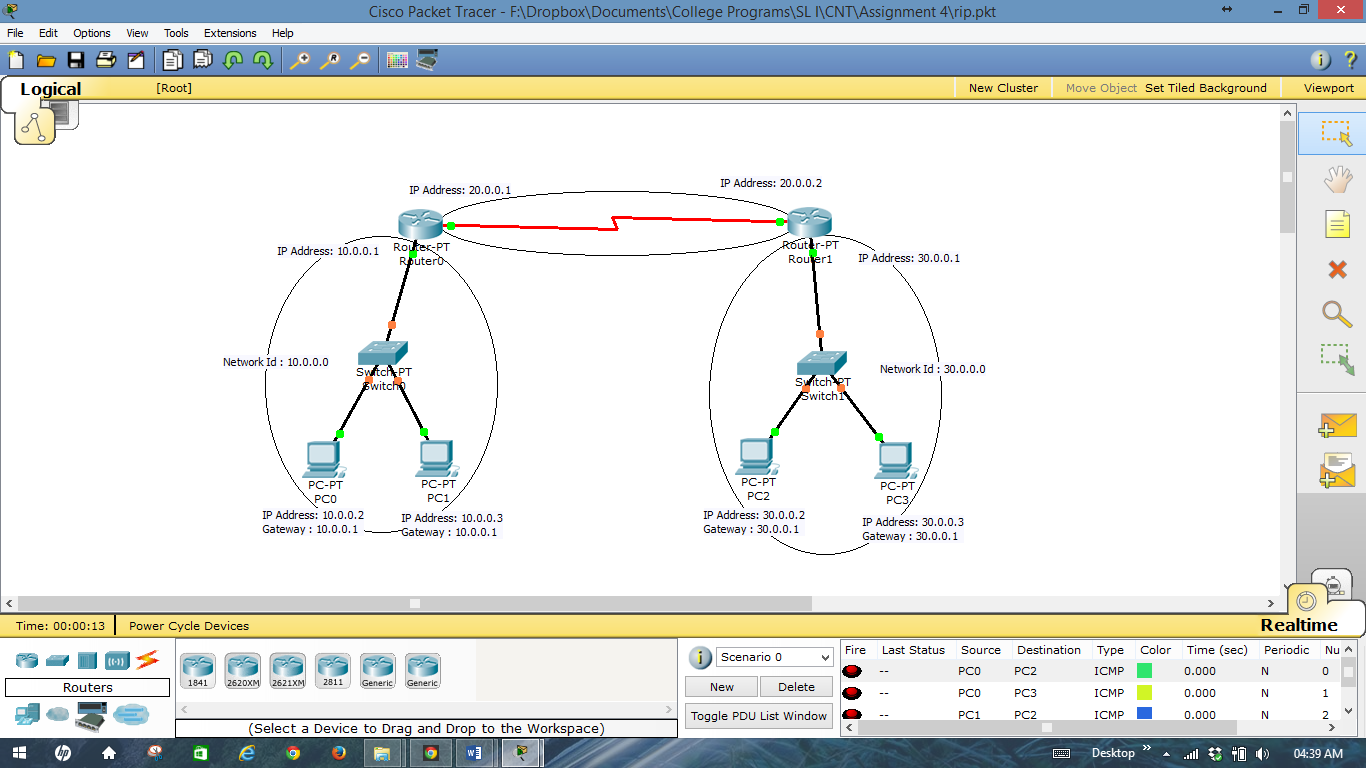 Cisco Packet Tracer - F:\Dropbox\Documents\College Programs\SL I\CNT\Assignment 4\rip.pkt
File Edit Options View Tools Extensions Help
Logical [Root] New Cluster Move Object Set Tiled Background Viewport
IP Address: 20.0.0.1
IP Address: 20.0.0.2
Router-PT
Router0
Router-PT
Router1
IP Address: 10.0.0.1
IP Address: 30.0.0.1
Network Id : 10.0.0.0
Switch-PT
Switch0
Network Id : 30.0.0.0
Switch-PT
Switch1
PC-PT
PC0
PC-PT
PC1
PC-PT
PC2
PC-PT
PC3
IP Address: 10.0.0.2
Gateway : 10.0.0.1
IP Address: 10.0.0.3
Gateway : 10.0.0.1
IP Address: 30.0.0.2
Gateway : 30.0.0.1
IP Address: 30.0.0.3
Gateway : 30.0.0.1
Time: 00:00:13 Power Cycle Devices
Realtime
Routers
1841 2620XM 2621XM 2811 Generic Generic
(Select a Device to Drag and Drop to the Workspace)
Scenario 0
New Delete
Toggle PDU List Window
Fire Last Status Source Destination Type Color Time (sec) Periodic Nu
-- PC0 PC2 ICMP 0.000 N 0
-- PC0 PC3 ICMP 0.000 N 1
-- PC1 PC2 ICMP 0.000 N 2
Desktop 04:39 AM